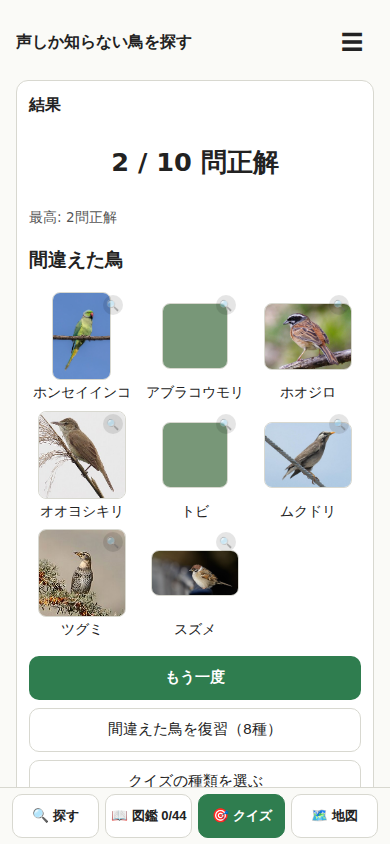 声しか知らない鳥を探す
結果
2 / 10 問正解
最高: 2問正解
間違えた鳥
ホンセイインコ アブラコウモリ ホオジロ
オオヨシキリ トビ ムクドリ
ツグミ スズメ
もう一度
間違えた鳥を復習（8種）
クイズの種類を選ぶ
探す 図鑑 0/44 クイズ 地図